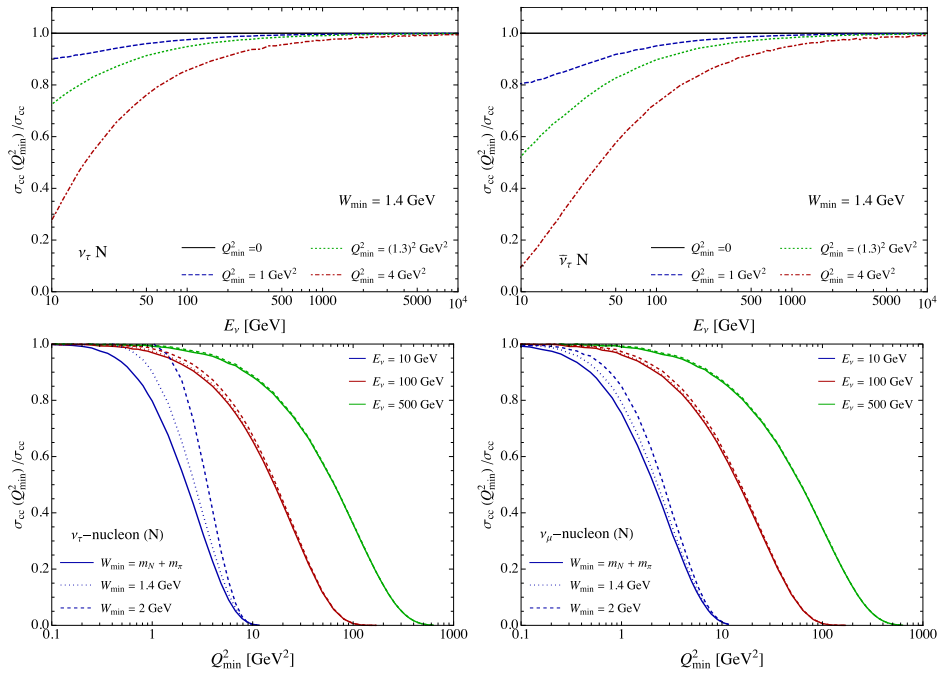 1.0
0.8
0.6
0.4
0.2
0.0
σcc (Q²min) /σcc
Wmin = 1.4 GeV
ντ N
Q²min =0
Q²min = (1.3)² GeV²
Q²min = 1 GeV²
Q²min = 4 GeV²
10 50 100 500 1000 10⁴
Eν [GeV]
1.0
0.8
0.6
0.4
0.2
0.0
σcc (Q²min) /σcc
Wmin = 1.4 GeV
ν̄τ N
Q²min =0
Q²min = (1.3)² GeV²
Q²min = 1 GeV²
Q²min = 4 GeV²
10 50 100 500 1000 10⁴
Eν [GeV]
1.0
0.8
0.6
0.4
0.2
0.0
σcc (Q²min) /σcc
Eν = 10 GeV
Eν = 100 GeV
Eν = 500 GeV
ντ−nucleon (N)
Wmin = mN + mπ
Wmin = 1.4 GeV
Wmin = 2 GeV
0.1 1 10 100 1000
Q²min [GeV²]
1.0
0.8
0.6
0.4
0.2
0.0
σcc (Q²min) /σcc
Eν = 10 GeV
Eν = 100 GeV
Eν = 500 GeV
νμ−nucleon (N)
Wmin = mN + mπ
Wmin = 1.4 GeV
Wmin = 2 GeV
0.1 1 10 100 1000
Q²min [GeV²]